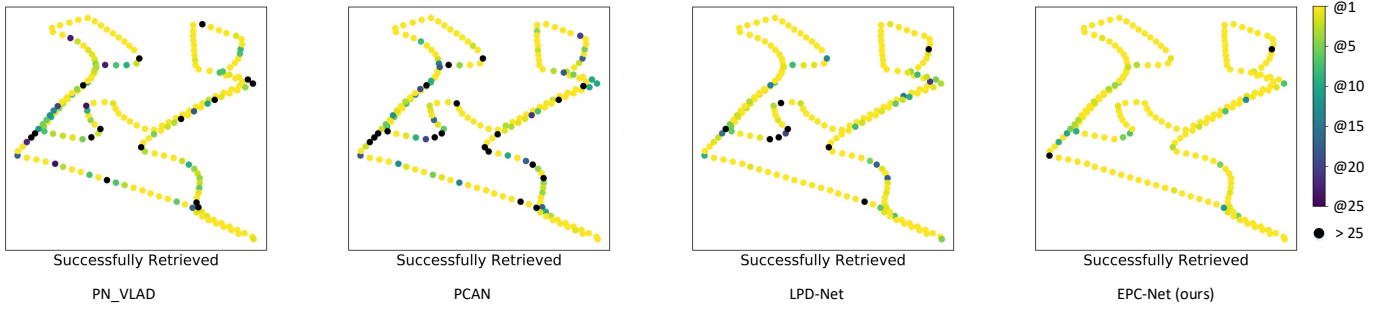 @1
@5
@10
@15
@20
@25
> 25
Successfully Retrieved
Successfully Retrieved
Successfully Retrieved
Successfully Retrieved
PN_VLAD
PCAN
LPD-Net
EPC-Net (ours)